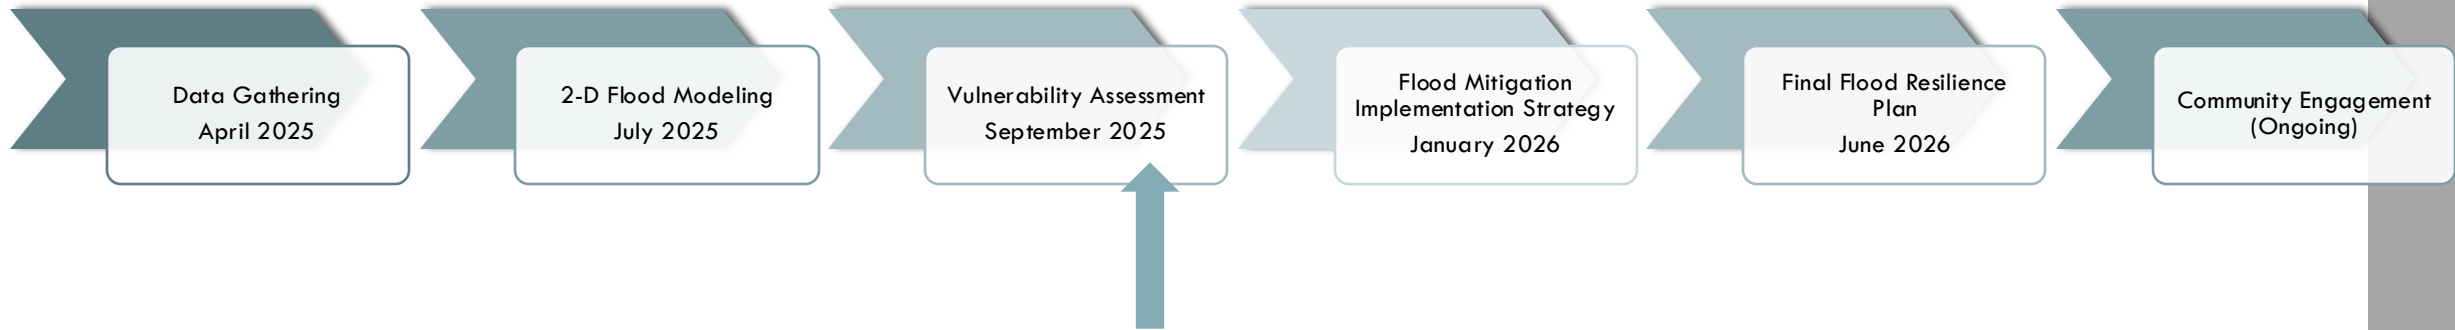 Data Gathering
April 2025
2-D Flood Modeling
July 2025
Vulnerability Assessment
September 2025
Flood Mitigation
Implementation Strategy
January 2026
Final Flood Resilience
Plan
June 2026
Community Engagement
(Ongoing)